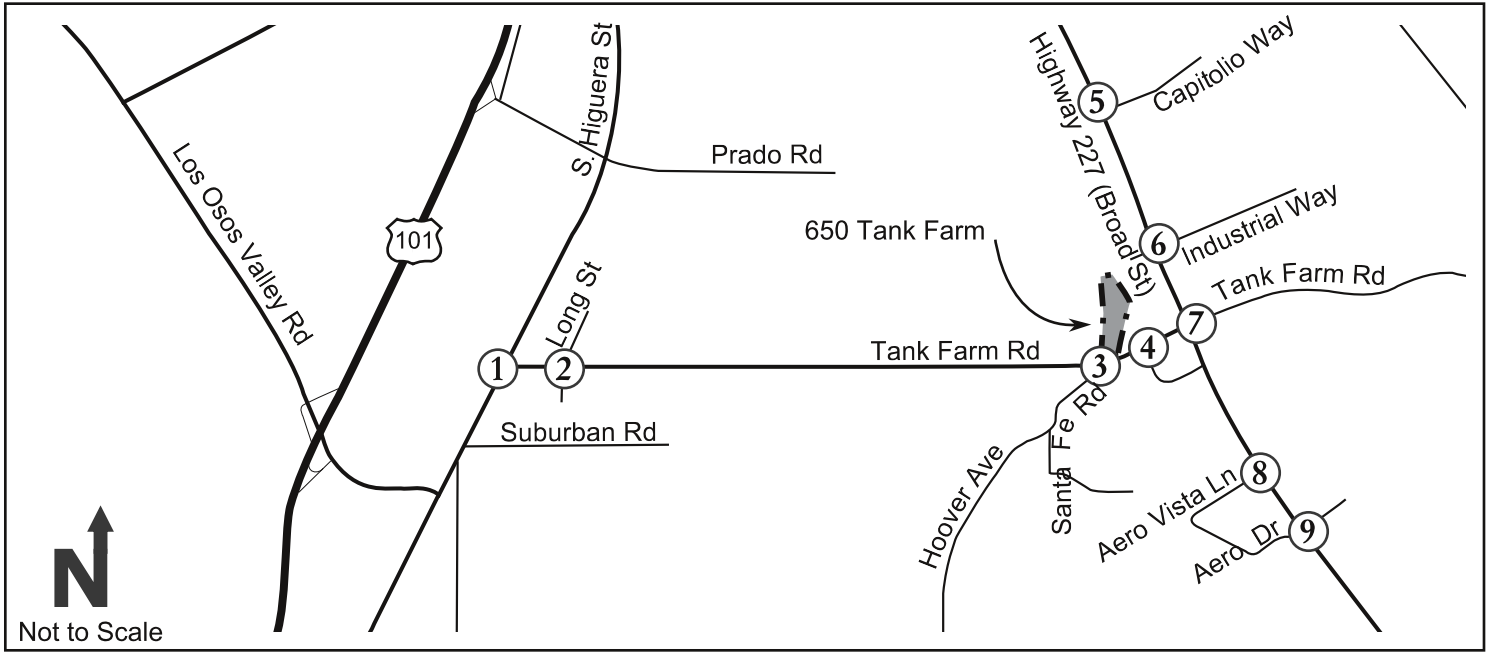 S. Higuera St
Highway 227 (Broad St)
Capitolio Way
5
Los Osos Valley Rd
Prado Rd
101
650 Tank Farm
6
Industrial Way
Long St
Tank Farm Rd
7
Tank Farm Rd
4
3
1
2
Suburban Rd
Santa Fe Rd
Hoover Ave
8
Aero Vista Ln
9
Aero Dr
N
Not to Scale